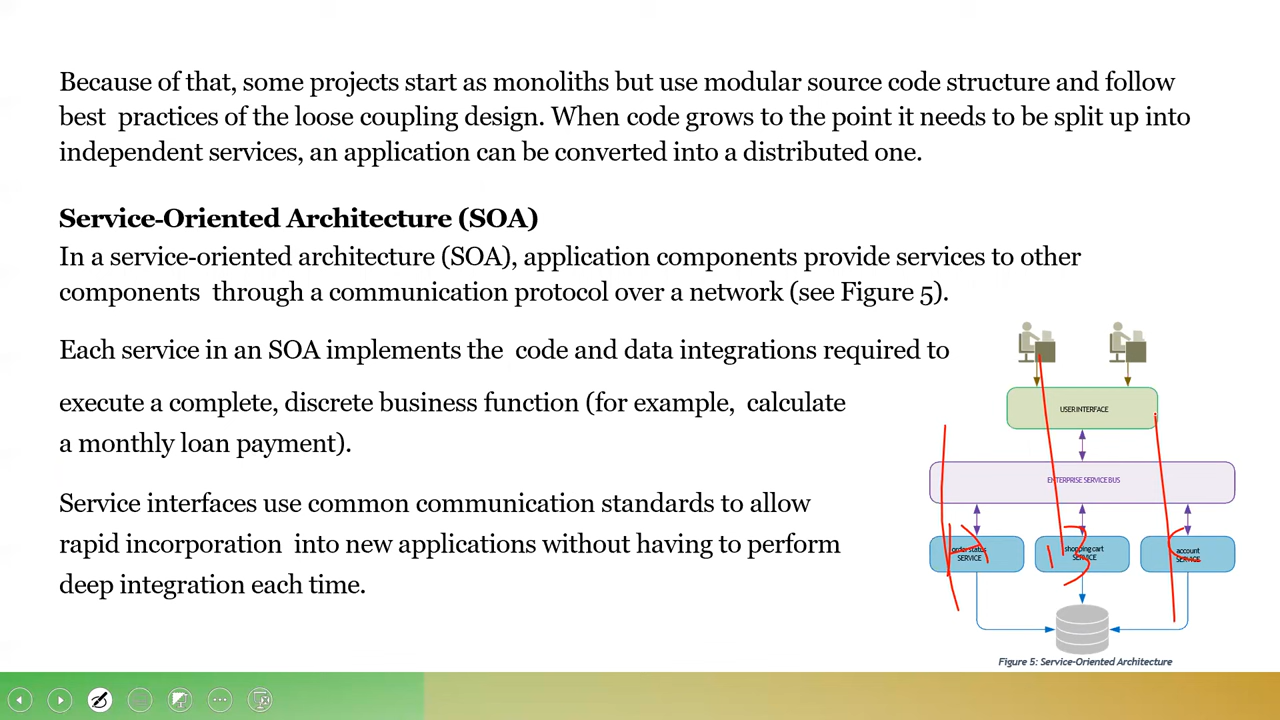 Because of that, some projects start as monoliths but use modular source code structure and follow
best practices of the loose coupling design. When code grows to the point it needs to be split up into
independent services, an application can be converted into a distributed one.
Service-Oriented Architecture (SOA)
In a service-oriented architecture (SOA), application components provide services to other
components through a communication protocol over a network (see Figure 5).
Each service in an SOA implements the code and data integrations required to
execute a complete, discrete business function (for example, calculate
a monthly loan payment).
Service interfaces use common communication standards to allow
rapid incorporation into new applications without having to perform
deep integration each time.
USER INTERFACE
ENTERPRISE SERVICE BUS
order status
SERVICE
shopping cart
SERVICE
account
SERVICE
Figure 5: Service-Oriented Architecture